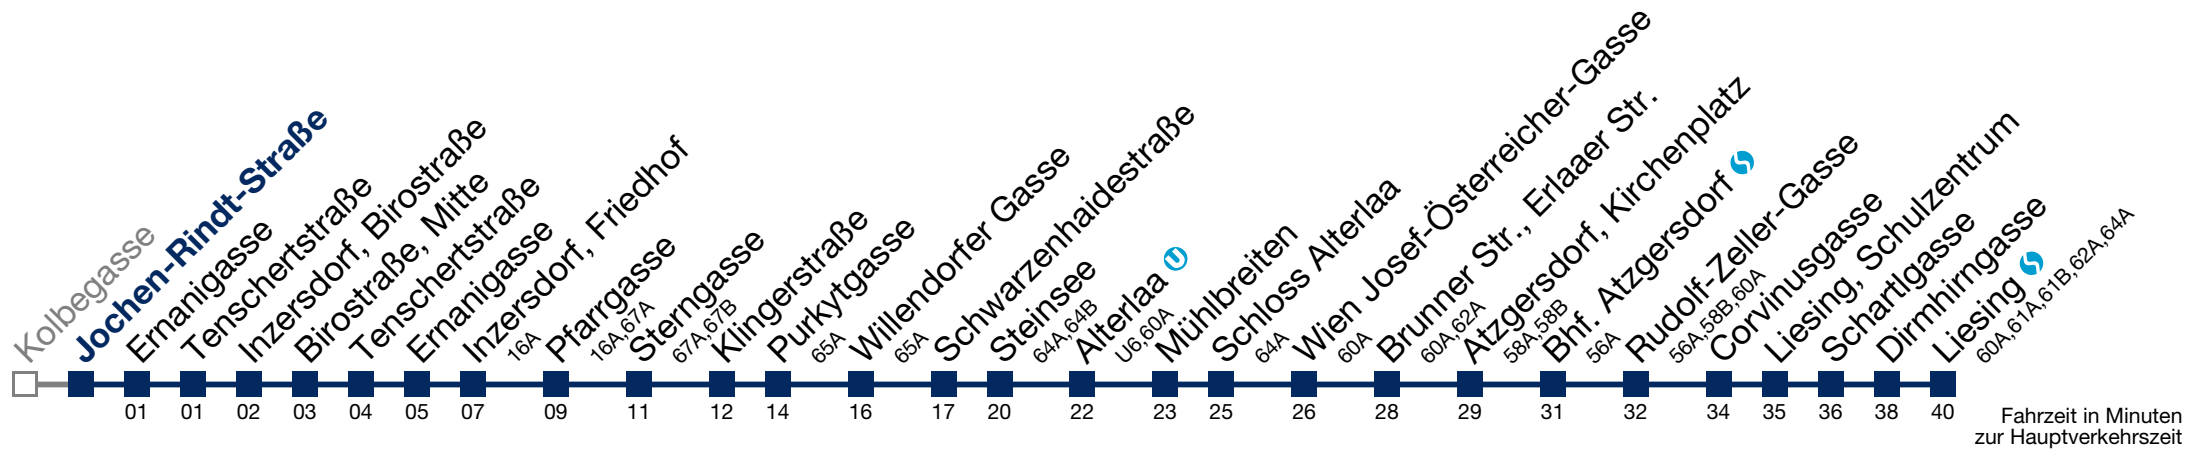 Kolbegasse
Jochen-Rindt-Straße
Ernanigasse
Tenschertstraße
Inzersdorf, Birostraße
Birostraße, Mitte
Tenschertstraße
Ernanigasse
Inzersdorf, Friedhof
16A
Pfarrgasse
16A,67A
Sterngasse
67A,67B
Klingerstraße
Purkytgasse
65A
Willendorfer Gasse
65A
Schwarzenhaidestraße
Steinsee
64A,64B
Alterlaa U
U6,60A
Mühlbreiten
Schloss Alterlaa
64A
Wien Josef-Österreicher-Gasse
60A
Brunner Str., Erlaaer Str.
60A,62A
Atzgersdorf, Kirchenplatz
58A,58B
Bhf. Atzgersdorf S
56A
Rudolf-Zeller-Gasse
56A,58B,60A
Corvinusgasse
Liesing, Schulzentrum
Schartlgasse
Dirmhirngasse
Liesing S
60A,61A,61B,62A,64A
01 01 02 03 04 05 07 09 11 12 14 16 17 20 22 23 25 26 28 29 31 32 34 35 36 38 40
Fahrzeit in Minuten
zur Hauptverkehrszeit